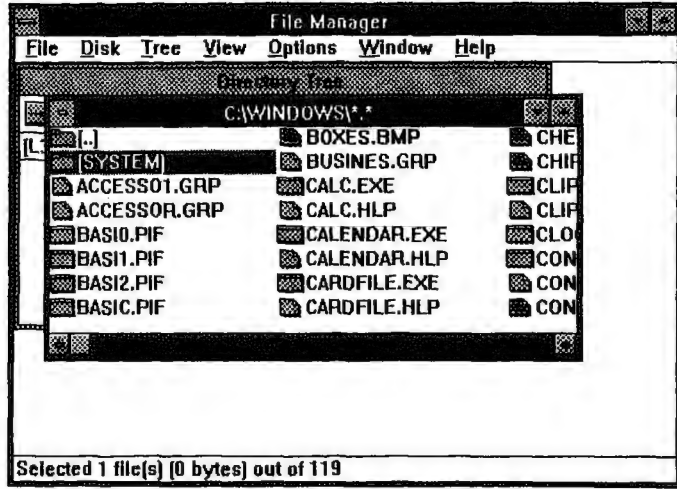 File Manager
File Disk Tree View Options Window Help
Directory Tree
C:\WINDOWS\*.*
[..] BOXES.BMP CHE
[SYSTEM] BUSINES.GRP CHIP
ACCESSO1.GRP CALC.EXE CLIP
ACCESSOR.GRP CALC.HLP CLIP
BASI0.PIF CALENDAR.EXE CLO
BASI1.PIF CALENDAR.HLP CON
BASI2.PIF CARDFILE.EXE CON
BASIC.PIF CARDFILE.HLP CON
Selected 1 file(s) (0 bytes) out of 119